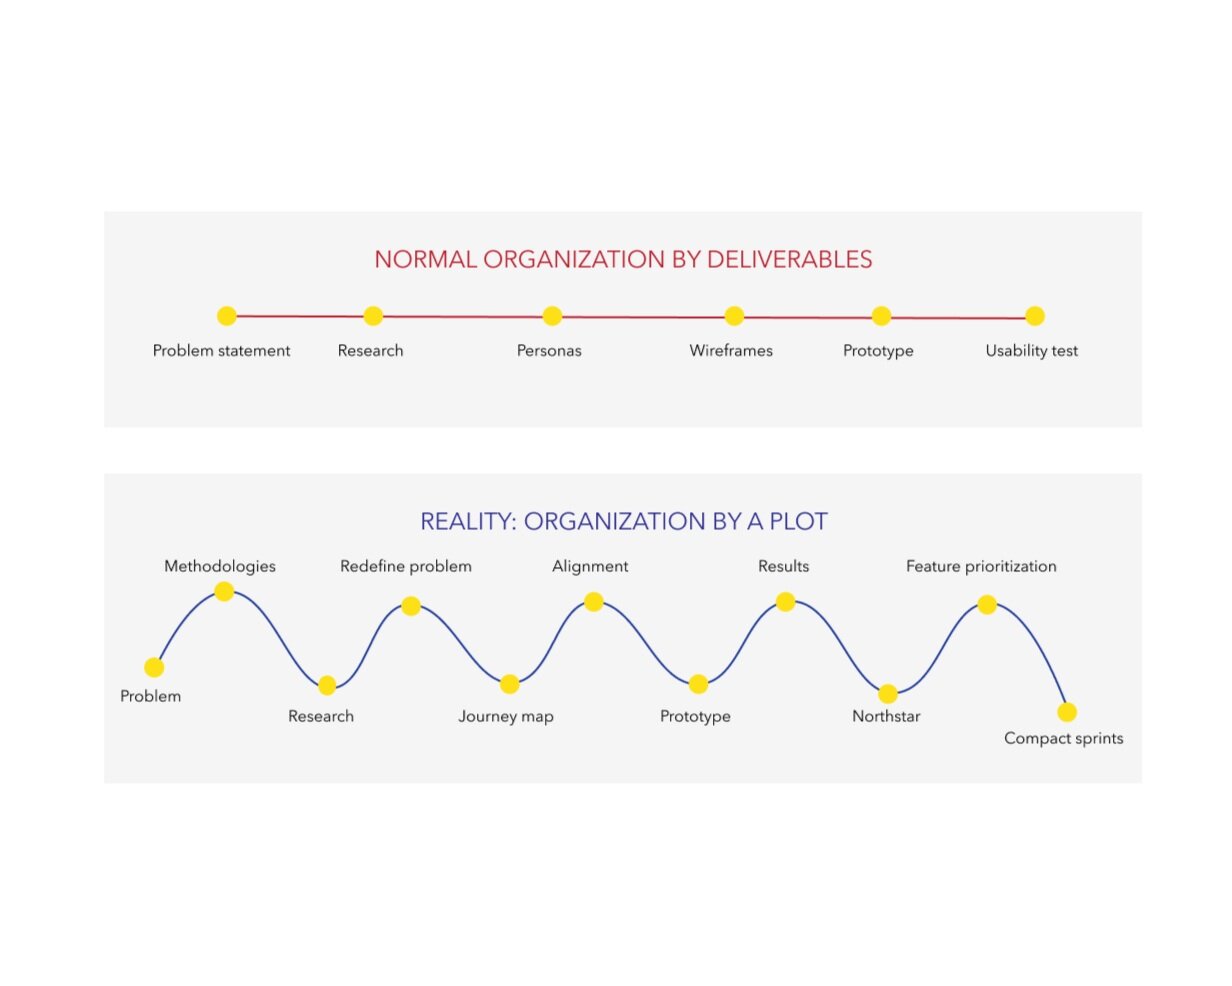 NORMAL ORGANIZATION BY DELIVERABLES
Problem statement
Research
Personas
Wireframes
Prototype
Usability test
REALITY: ORGANIZATION BY A PLOT
Methodologies
Redefine problem
Alignment
Results
Feature prioritization
Problem
Research
Journey map
Prototype
Northstar
Compact sprints